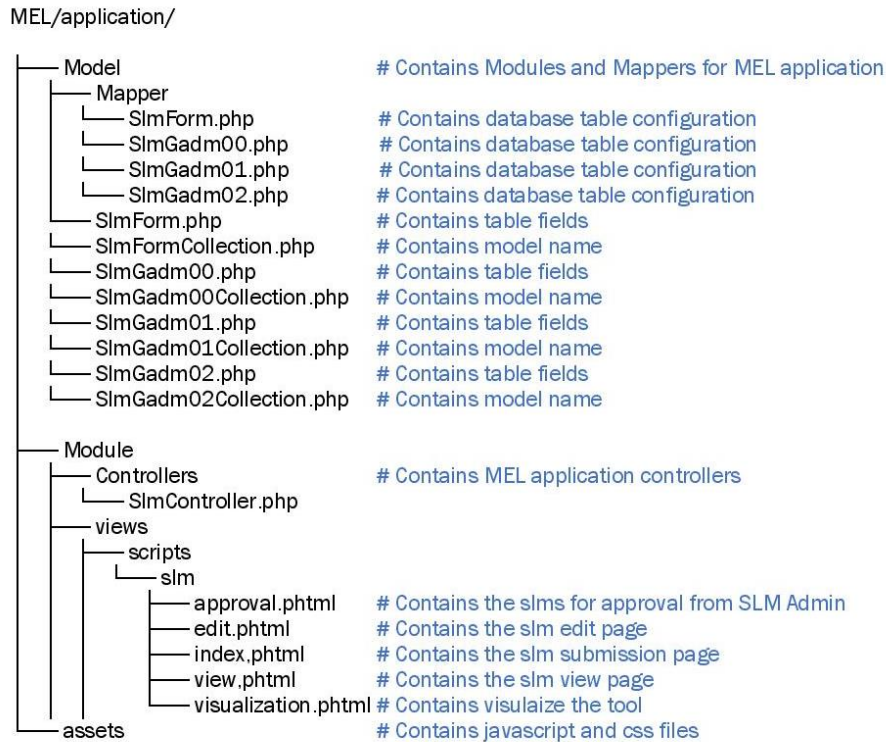 MEL/application/
Model # Contains Modules and Mappers for MEL application
Mapper
SlmForm.php # Contains database table configuration
SlmGadm00.php # Contains database table configuration
SlmGadm01.php # Contains database table configuration
SlmGadm02.php # Contains database table configuration
SlmForm.php # Contains table fields
SlmFormCollection.php # Contains model name
SlmGadm00.php # Contains table fields
SlmGadm00Collection.php # Contains model name
SlmGadm01.php # Contains table fields
SlmGadm01Collection.php # Contains model name
SlmGadm02.php # Contains table fields
SlmGadm02Collection.php # Contains model name
Module
Controllers # Contains MEL application controllers
SlmController.php
views
scripts
slm
approval.phtml # Contains the slms for approval from SLM Admin
edit.phtml # Contains the slm edit page
index,phtml # Contains the slm submission page
view,phtml # Contains the slm view page
visualization.phtml # Contains visulaize the tool
assets # Contains javascript and css files